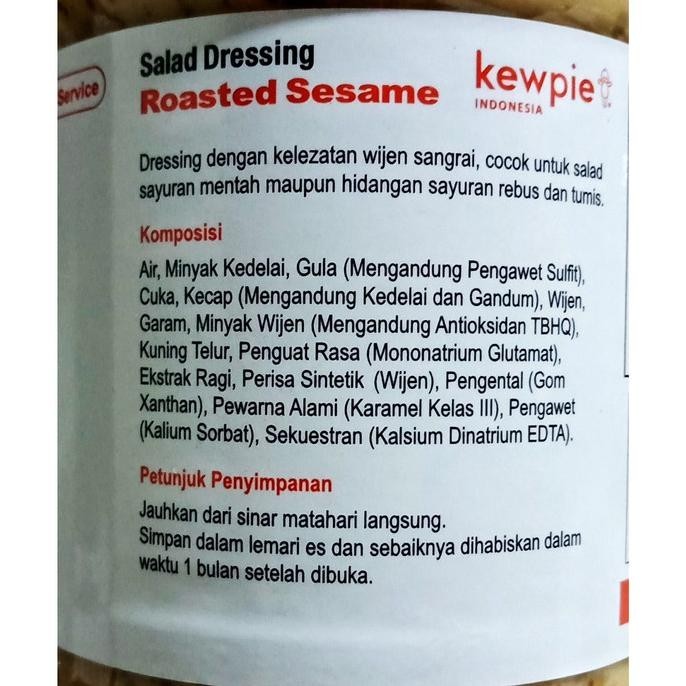 Service
Salad Dressing
Roasted Sesame
kewpie
INDONESIA
Dressing dengan kelezatan wijen sangrai, cocok untuk salad
sayuran mentah maupun hidangan sayuran rebus dan tumis.
Komposisi
Air, Minyak Kedelai, Gula (Mengandung Pengawet Sulfit),
Cuka, Kecap (Mengandung Kedelai dan Gandum), Wijen,
Garam, Minyak Wijen (Mengandung Antioksidan TBHQ),
Kuning Telur, Penguat Rasa (Mononatrium Glutamat),
Ekstrak Ragi, Perisa Sintetik (Wijen), Pengental (Gom
Xanthan), Pewarna Alami (Karamel Kelas III), Pengawet
(Kalium Sorbat), Sekuestran (Kalsium Dinatrium EDTA).
Petunjuk Penyimpanan
Jauhkan dari sinar matahari langsung.
Simpan dalam lemari es dan sebaiknya dihabiskan dalam
waktu 1 bulan setelah dibuka.